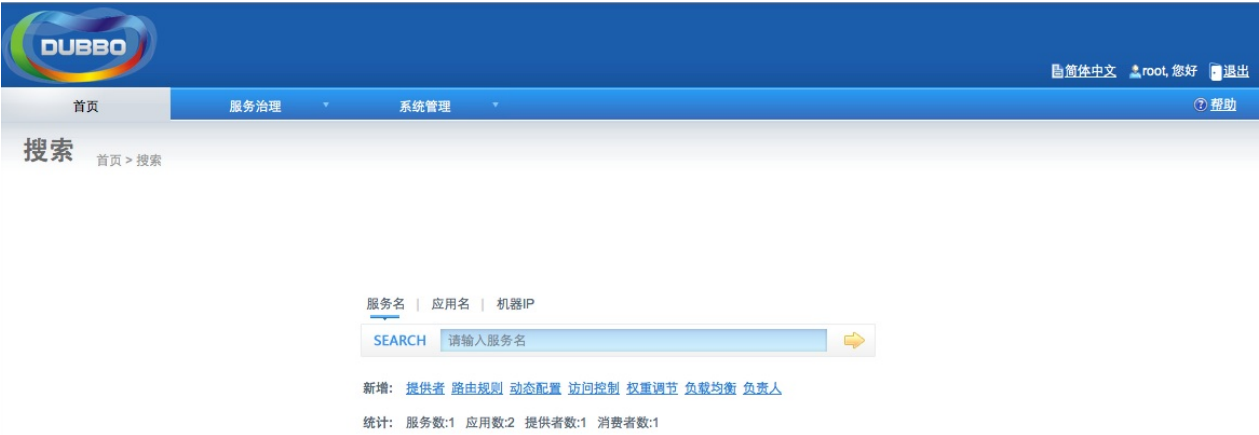 DUBBO
简体中文 root, 您好 退出
首页 服务治理 系统管理 帮助
搜索 首页 > 搜索
服务名 | 应用名 | 机器IP
SEARCH 请输入服务名
新增: 提供者 路由规则 动态配置 访问控制 权重调节 负载均衡 负责人
统计: 服务数:1 应用数:2 提供者数:1 消费者数:1